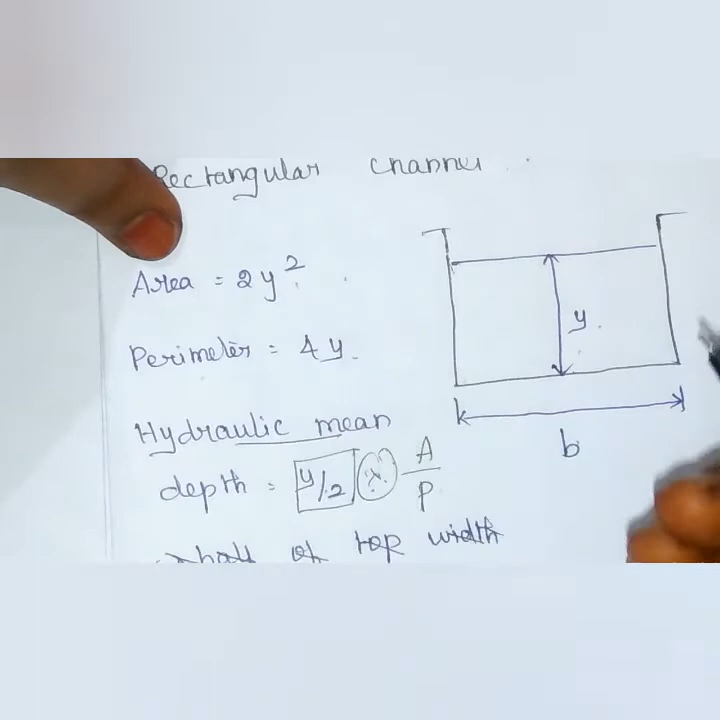 Rectangular Channel
Area = 2y²
Perimeter = 4y
Hydraulic mean
depth = y/2 A/P
half of top width
y
b